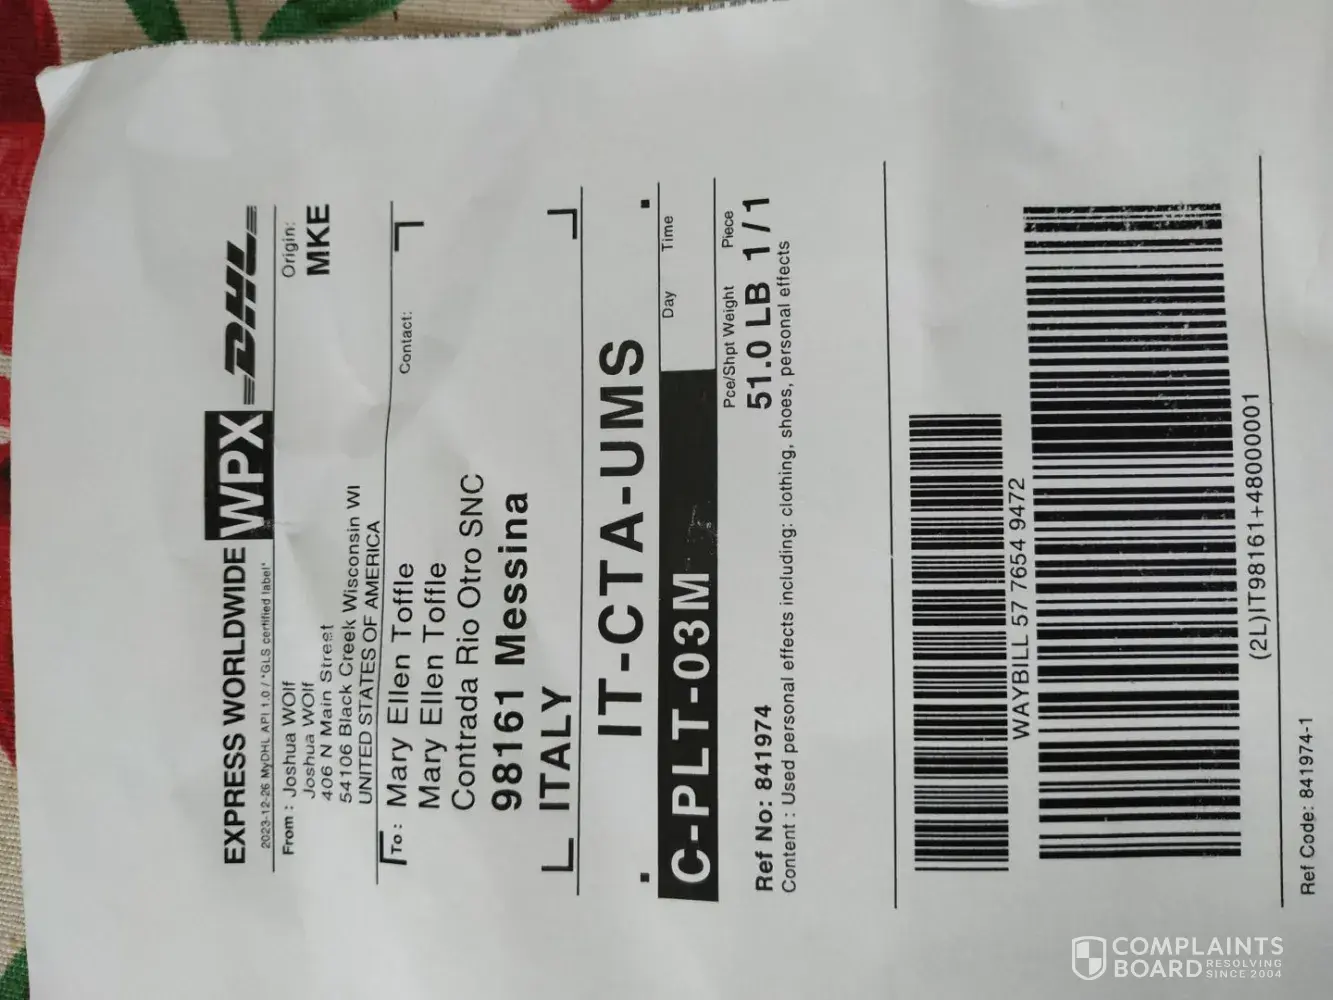 EXPRESS WORLDWIDE WPX DHL
2023-12-26 MyDHL API 1.0 / *GLS certified label*
From : Joshua WOlf
Joshua WOlf
406 N Main Street
54106 Black Creek Wisconsin WI
UNITED STATES OF AMERICA
Origin:
MKE
To : Mary Ellen Toffle
Mary Ellen Toffle
Contrada Rio Otro SNC
98161 Messina
ITALY
Contact:
IT-CTA-UMS
C-PLT-03M
Day Time
Ref No: 841974
Pce/Shpt Weight Piece
51.0 LB 1 / 1
Content : Used personal effects including: clothing, shoes, personal effects
WAYBILL 57 7654 9472
(2L)IT98161+48000001
Ref Code: 841974-1
COMPLAINTS
BOARD RESOLVING
SINCE 2004